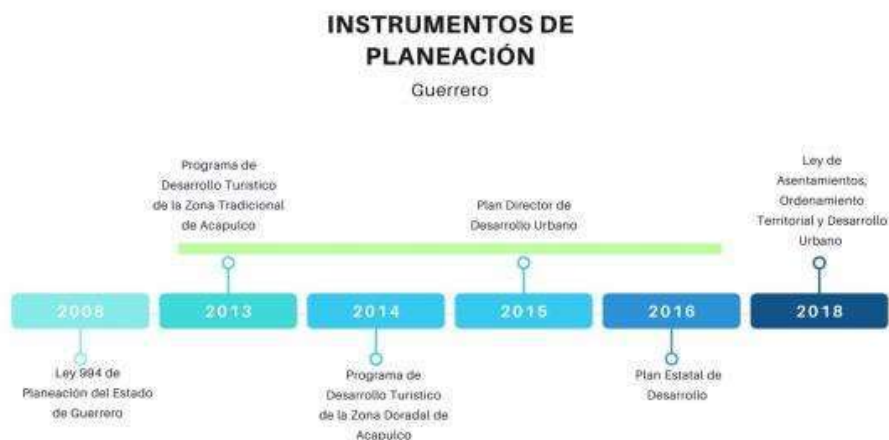 INSTRUMENTOS DE
PLANEACIÓN
Guerrero
Programa de
Desarrollo Turistico
de la Zona Tradicional
de Acapulco
Plan Director de
Desarrollo Urbano
Ley de
Asentamientos,
Ordenamiento
Territorial y Desarrollo
Urbano
2008
2013
2014
2015
2016
2018
Ley 994 de
Planeación del Estado
de Guerrero
Programa de
Desarrollo Turistico
de la Zona Doradal de
Acapulco
Plan Estatal de
Desarrollo